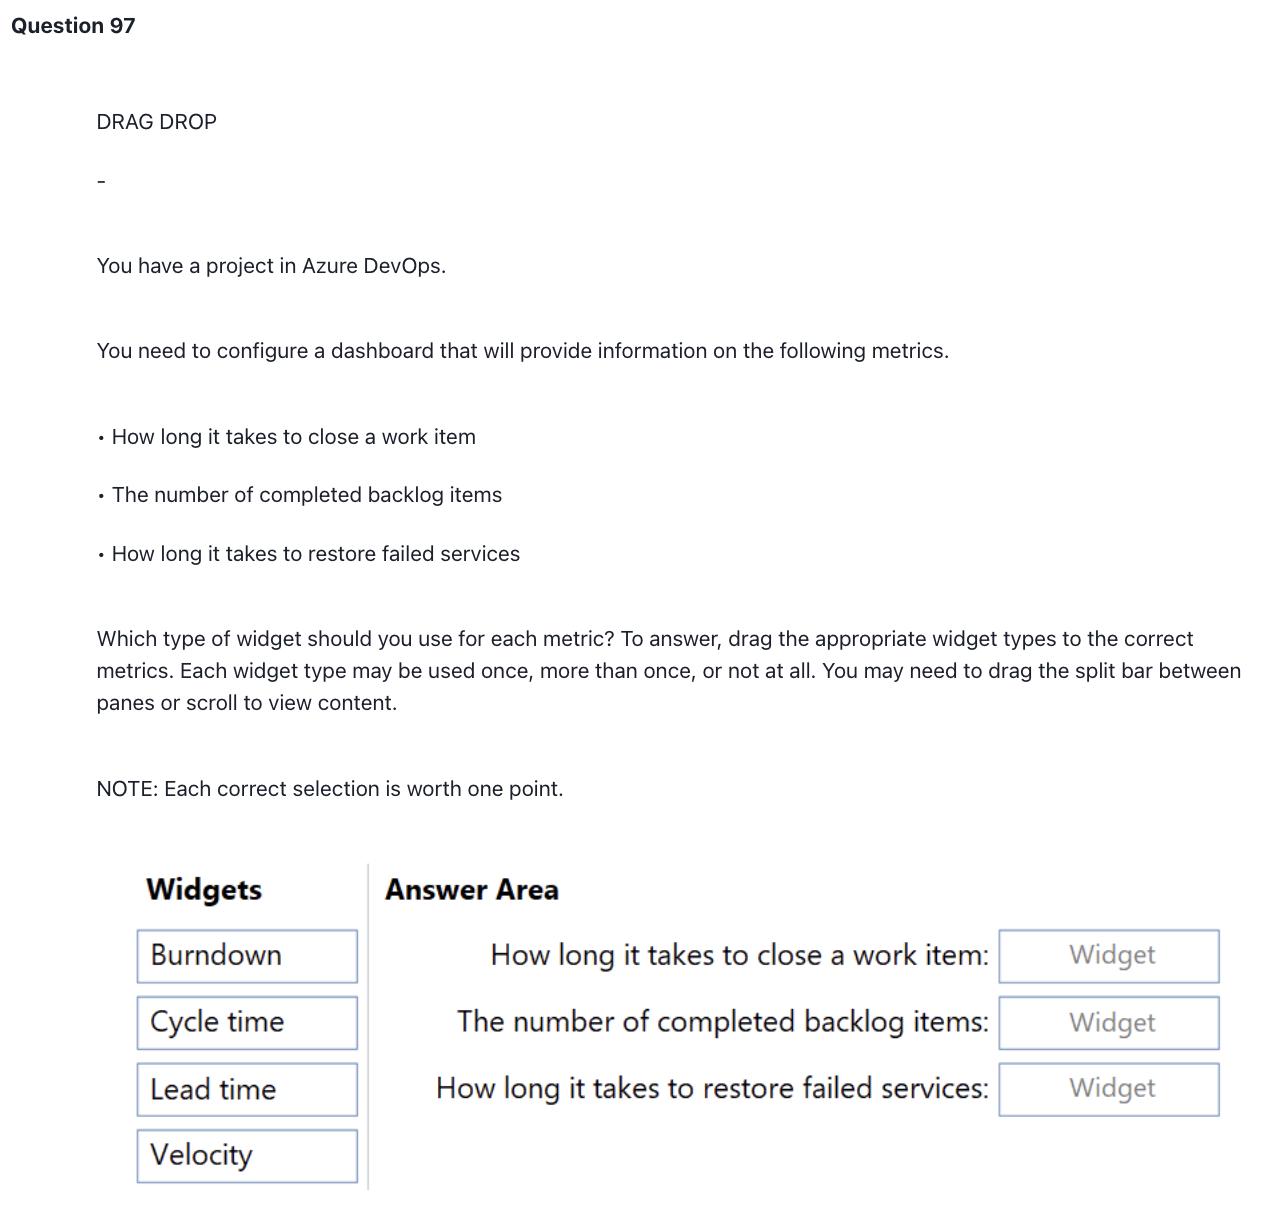 Question 97
DRAG DROP
-
You have a project in Azure DevOps.
You need to configure a dashboard that will provide information on the following metrics.
• How long it takes to close a work item
• The number of completed backlog items
• How long it takes to restore failed services
Which type of widget should you use for each metric? To answer, drag the appropriate widget types to the correct
metrics. Each widget type may be used once, more than once, or not at all. You may need to drag the split bar between
panes or scroll to view content.
NOTE: Each correct selection is worth one point.
Widgets
Burndown
Cycle time
Lead time
Velocity
Answer Area
How long it takes to close a work item: Widget
The number of completed backlog items: Widget
How long it takes to restore failed services: Widget